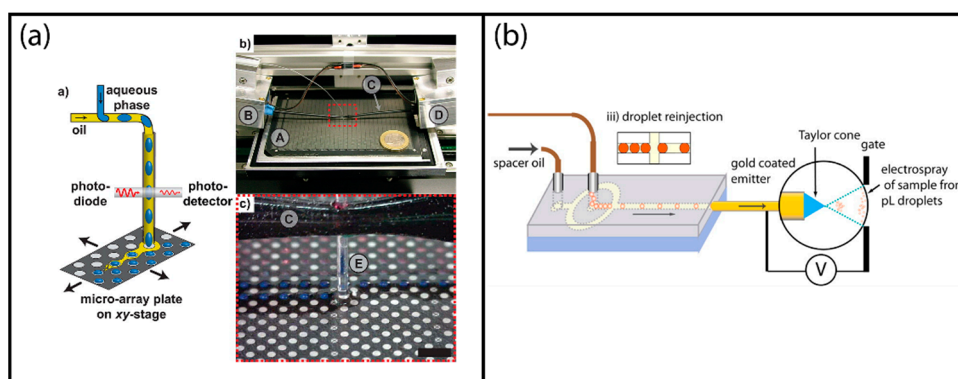 (a)
a)
aqueous
phase
oil
photo-
diode
photo-
detector
micro-array plate
on xy-stage
b)
C
B
D
A
c)
C
E
(b)
iii) droplet reinjection
spacer oil
gold coated
emitter
Taylor cone
gate
electrospray
of sample from
pL droplets
V